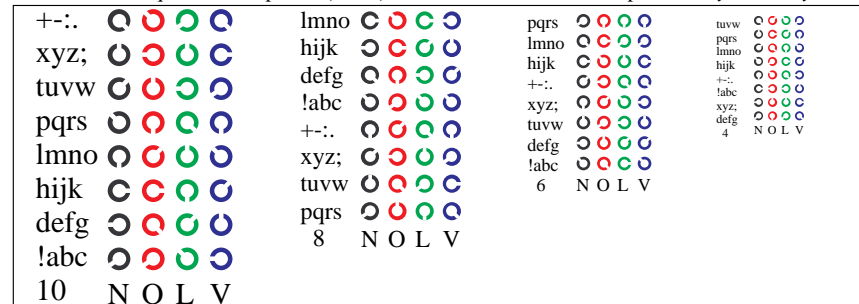 +-:.
xyz;
tuvw
pqrs
lmno
hijk
defg
!abc
10 N O L V
lmno
hijk
defg
!abc
+-:.
xyz;
tuvw
pqrs
8 N O L V
pqrs
lmno
hijk
+-:.
xyz;
tuvw
defg
!abc
6 N O L V
tuvw
pqrs
lmno
hijk
+-:.
!abc
xyz;
defg
4 N O L V